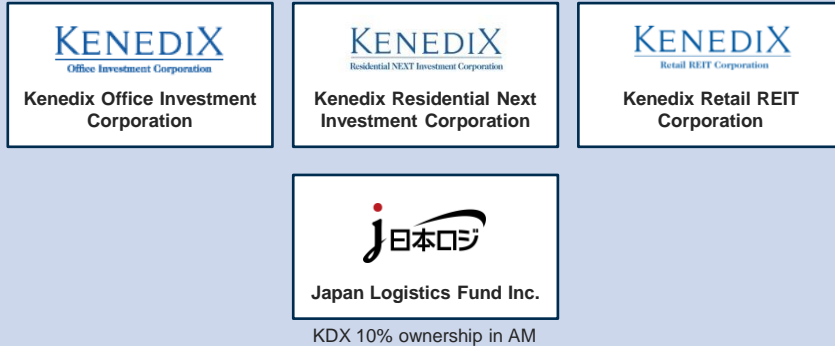 KENEDIX
Office Investment Corporation
Kenedix Office Investment
Corporation
KENEDIX
Residential NEXT Investment Corporation
Kenedix Residential Next
Investment Corporation
KENEDIX
Retail REIT Corporation
Kenedix Retail REIT
Corporation
j日本ロジ
Japan Logistics Fund Inc.
KDX 10% ownership in AM